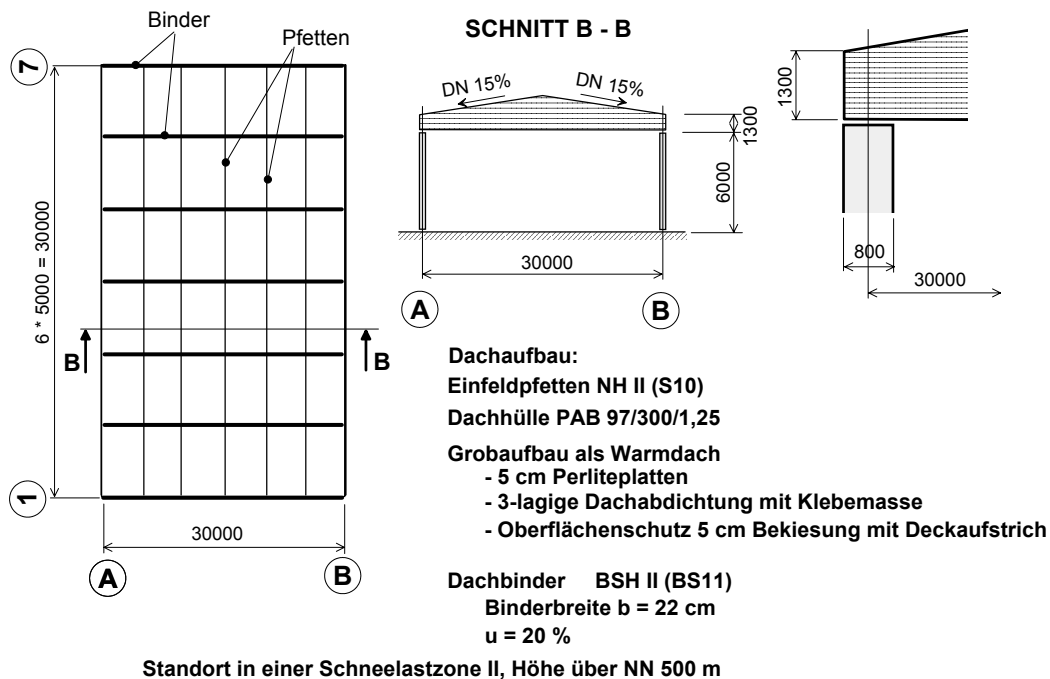 Binder
Pfetten
7
6 * 5000 = 30000
B
B
1
30000
A
B
SCHNITT B - B
DN 15%
DN 15%
1300
6000
30000
A
B
1300
800
30000
Dachaufbau:
Einfeldpfetten NH II (S10)
Dachhülle PAB 97/300/1,25
Grobaufbau als Warmdach
- 5 cm Perliteplatten
- 3-lagige Dachabdichtung mit Klebemasse
- Oberflächenschutz 5 cm Bekiesung mit Deckaufstrich
Dachbinder BSH II (BS11)
Binderbreite b = 22 cm
u = 20 %
Standort in einer Schneelastzone II, Höhe über NN 500 m